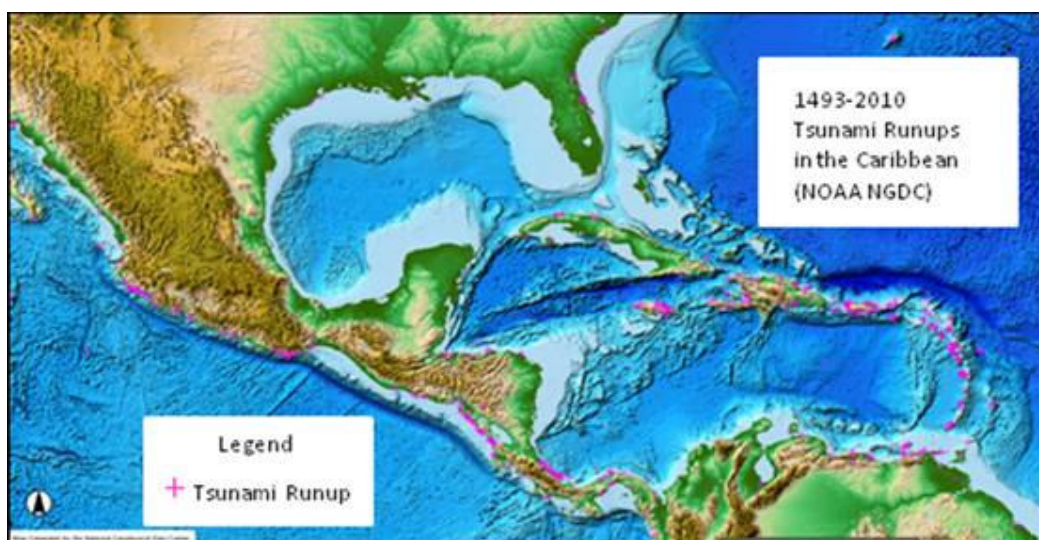 1493-2010
Tsunami Runups
in the Caribbean
(NOAA NGDC)
Legend
Tsunami Runup